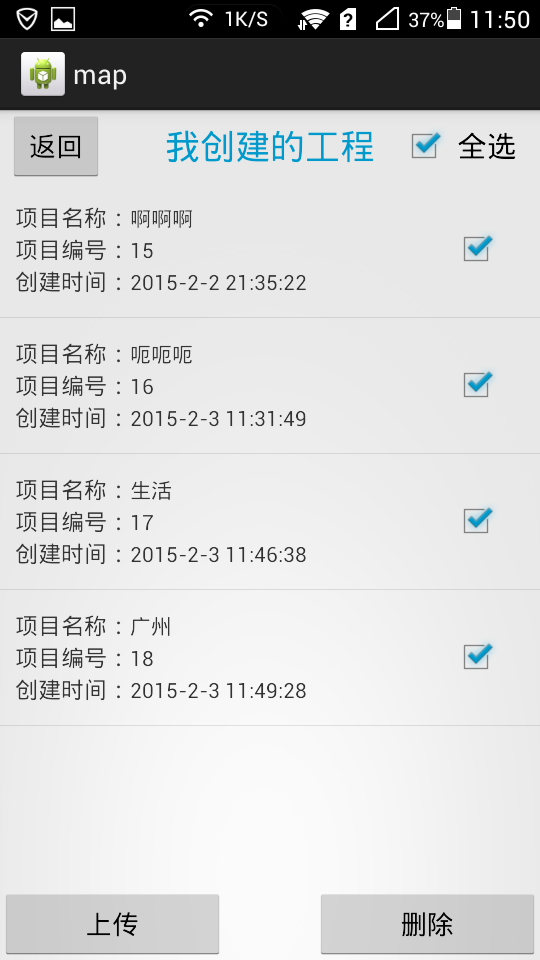 1K/S 37% 11:50
map
返回 我创建的工程 全选
项目名称：啊啊啊
项目编号：15
创建时间：2015-2-2 21:35:22
项目名称：呃呃呃
项目编号：16
创建时间：2015-2-3 11:31:49
项目名称：生活
项目编号：17
创建时间：2015-2-3 11:46:38
项目名称：广州
项目编号：18
创建时间：2015-2-3 11:49:28
上传 删除